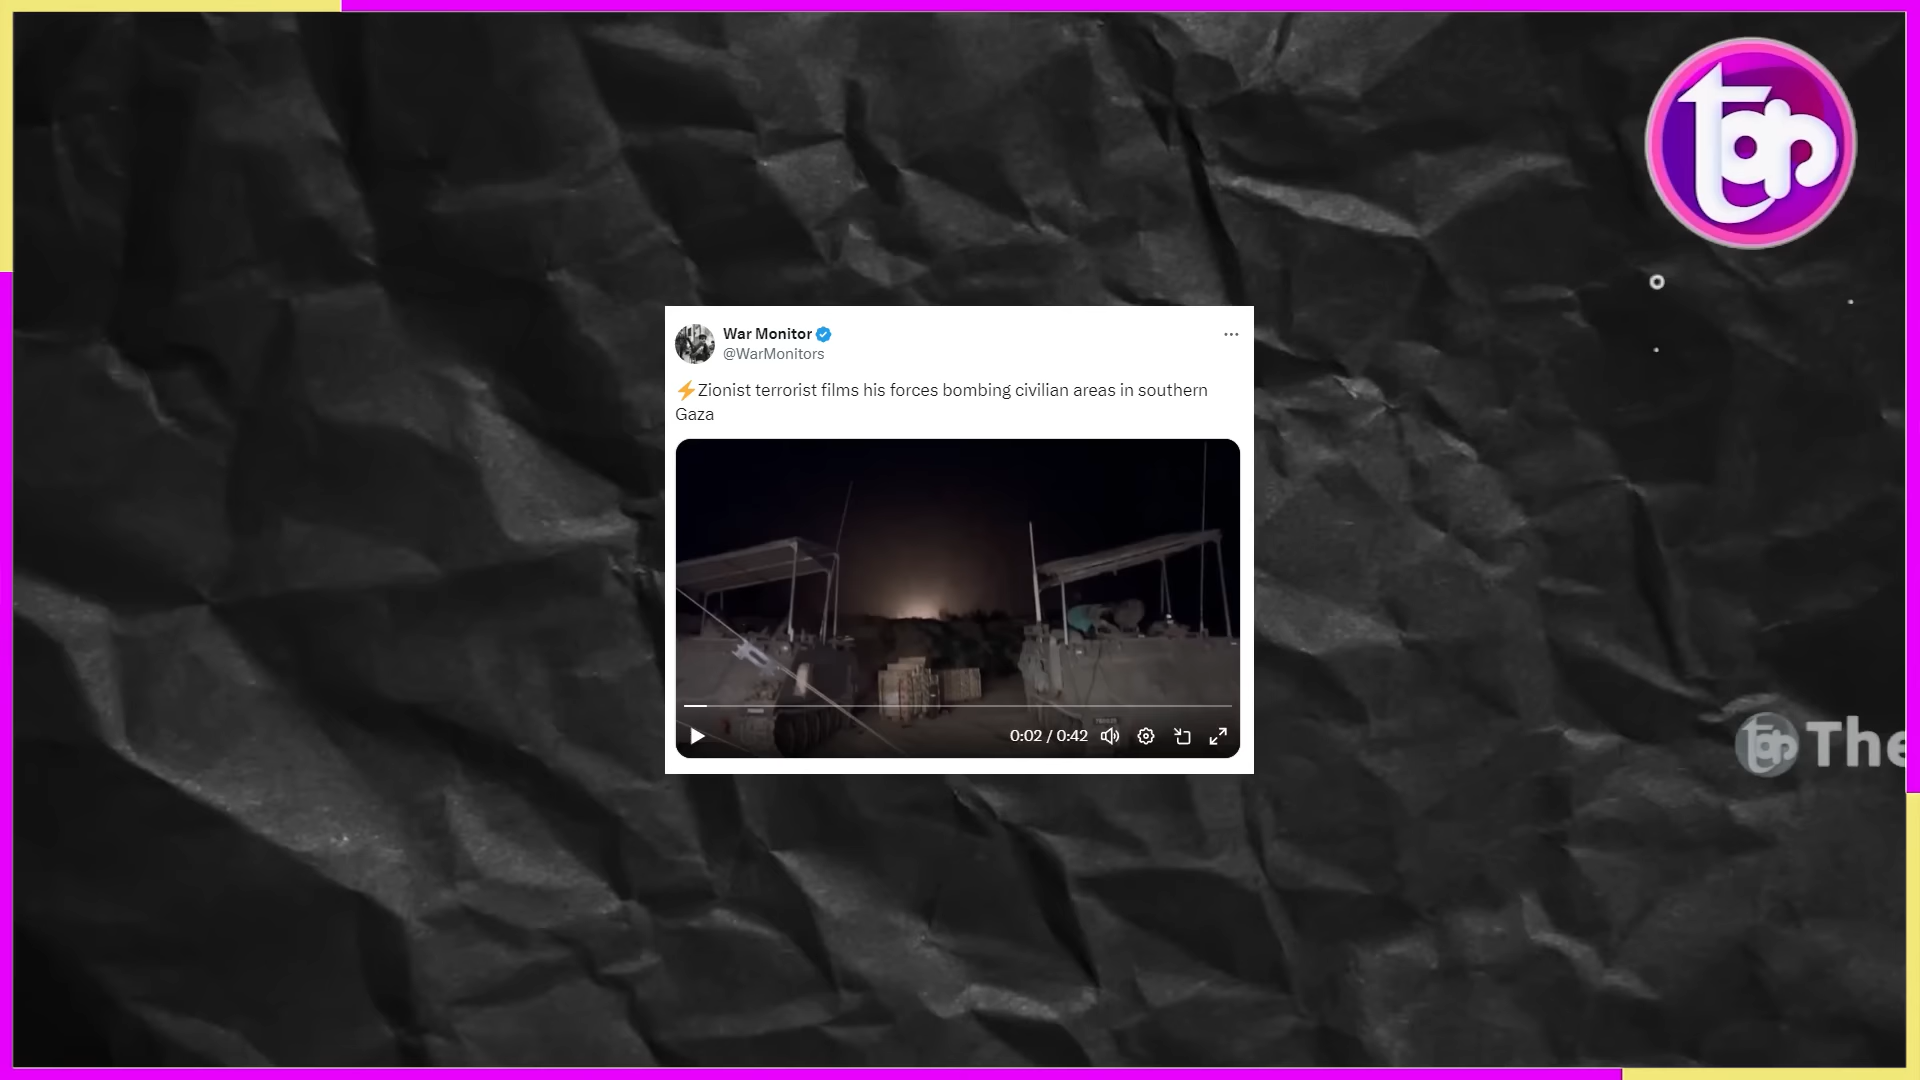 tgp
War Monitor
@WarMonitors
⚡Zionist terrorist films his forces bombing civilian areas in southern
Gaza
0:02 / 0:42
The